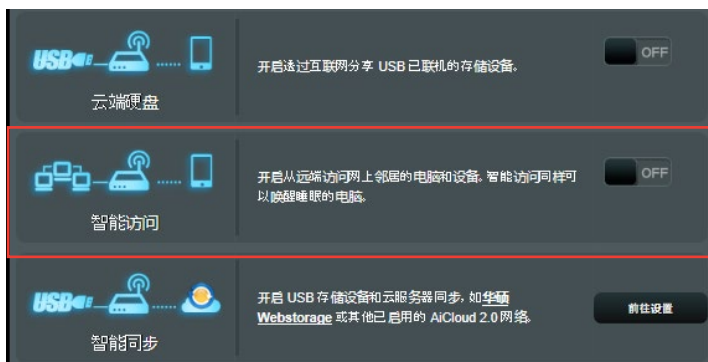 USB
云端硬盘
开启透过互联网分享 USB 已联机的存储设备。
OFF
智能访问
开启从远端访问网上邻居的电脑和设备。智能访问同样可
以唤醒睡眠的电脑。
OFF
USB
智能同步
开启 USB 存储设备和云服务器同步，如华硕
Webstorage 或其他已启用的 AiCloud 2.0 网络。
前往设置